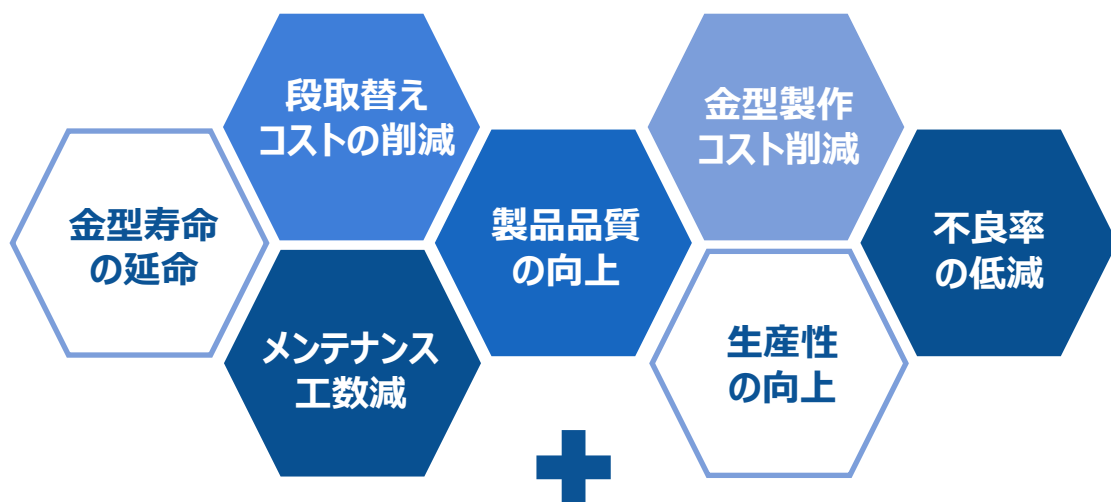 段取替え
コストの削減
金型製作
コスト削減
金型寿命
の延命
製品品質
の向上
不良率
の低減
メンテナンス
工数減
生産性
の向上